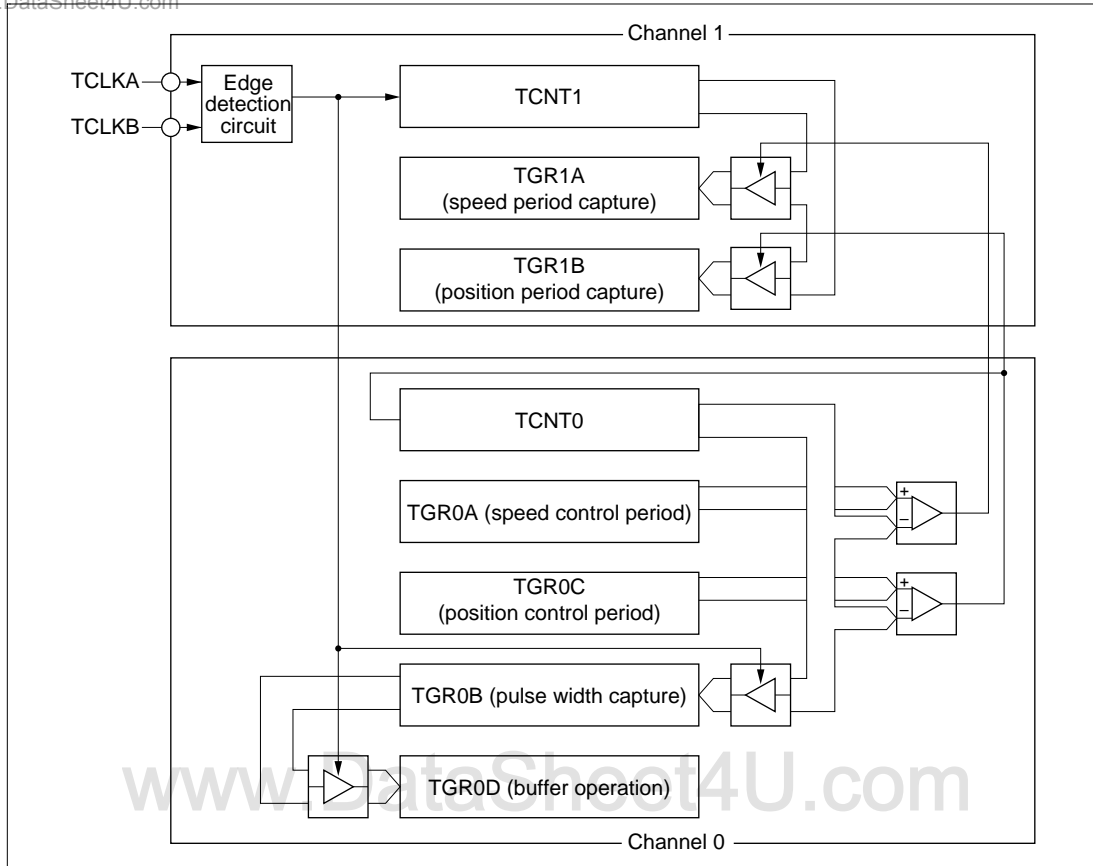 .DataSheet4U.com
Channel 1
TCLKA
TCLKB
Edge
detection
circuit
TCNT1
TGR1A
(speed period capture)
TGR1B
(position period capture)
TCNT0
TGR0A (speed control period)
+
−
TGR0C
(position control period)
+
−
TGR0B (pulse width capture)
TGR0D (buffer operation)
www.DataSheet4U.com
Channel 0